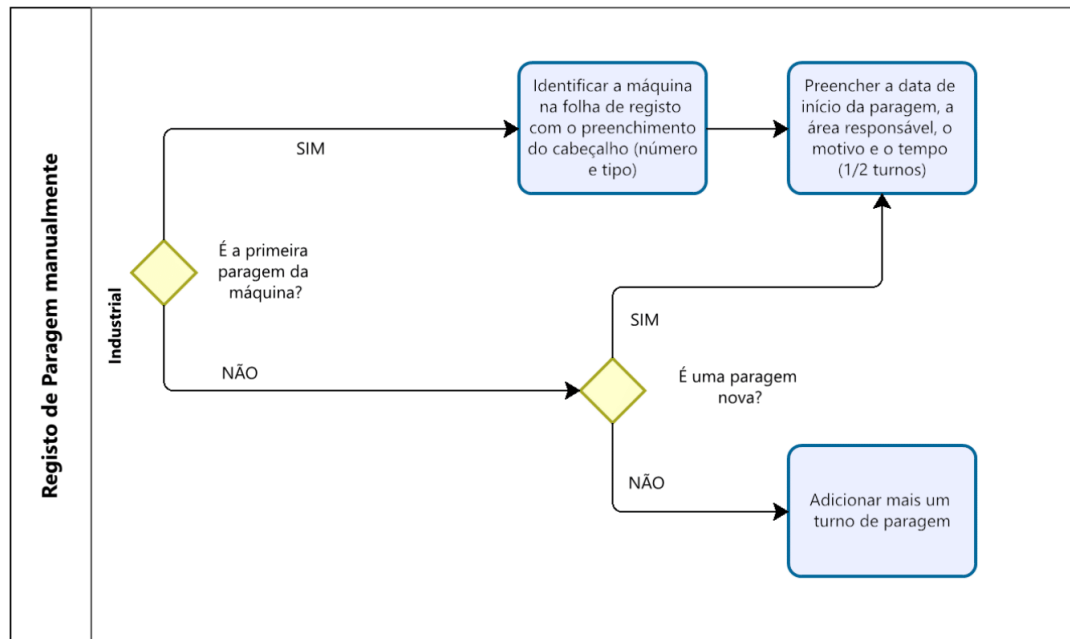 Registo de Paragem manualmente
Industrial
É a primeira
paragem da
máquina?
SIM
Identificar a máquina
na folha de registo
com o preenchimento
do cabeçalho (número
e tipo)
Preencher a data de
início da paragem, a
área responsável, o
motivo e o tempo
(1/2 turnos)
NÃO
É uma paragem
nova?
SIM
NÃO
Adicionar mais um
turno de paragem